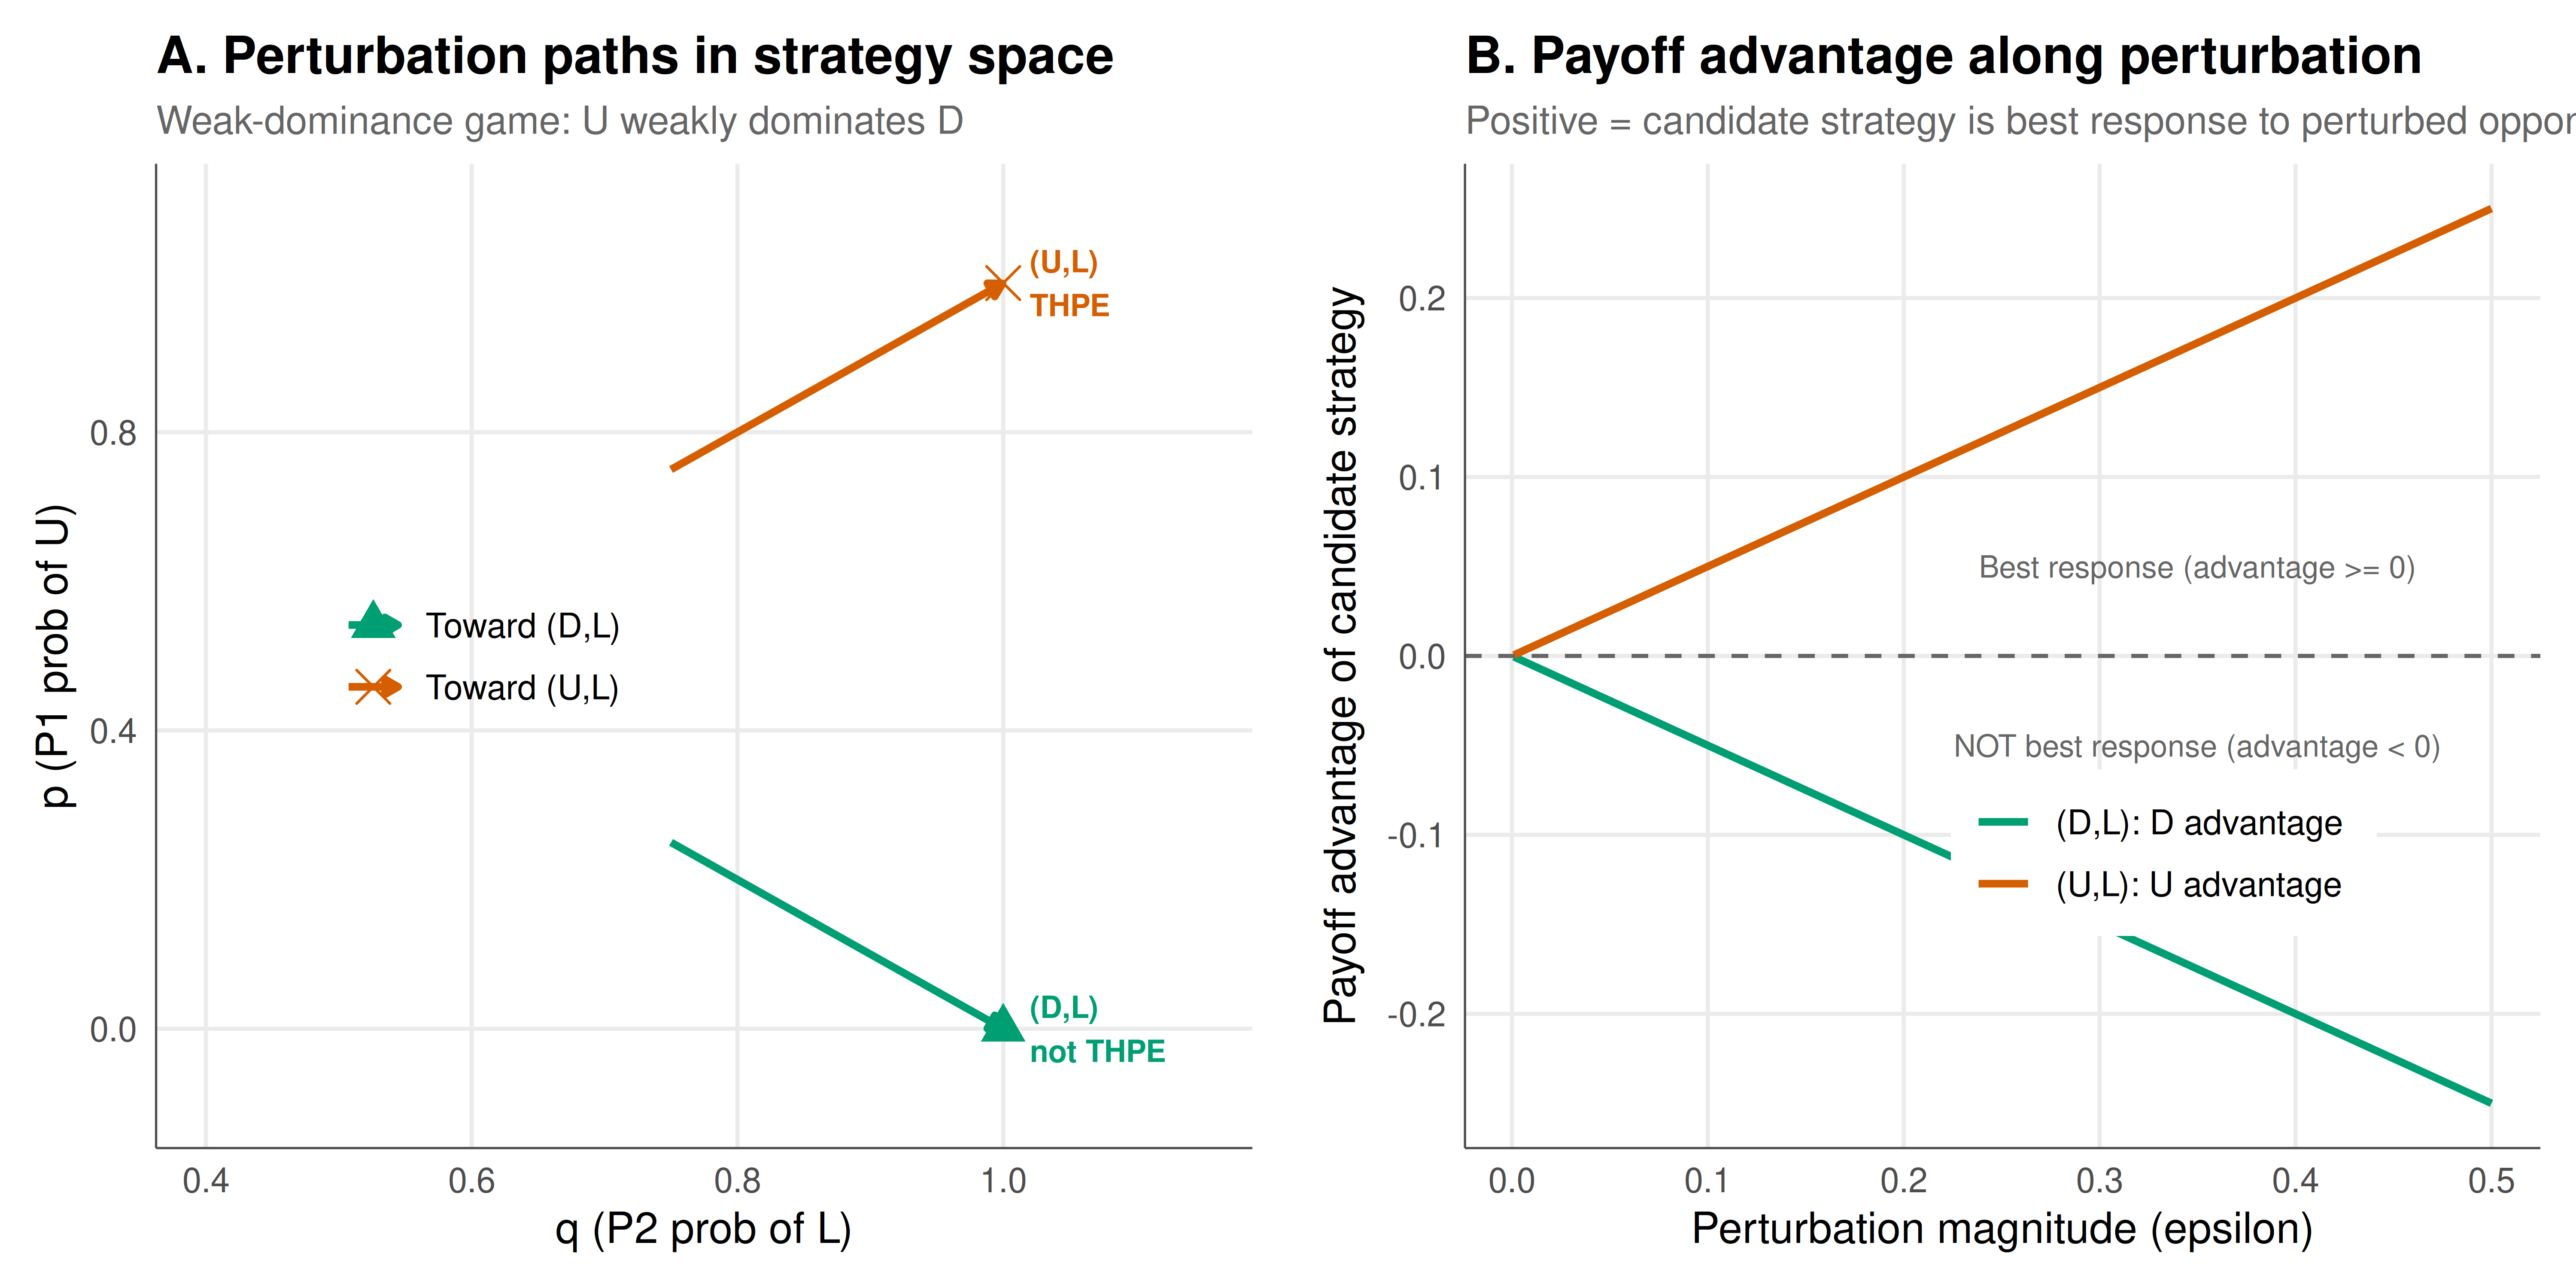 A. Perturbation paths in strategy space
Weak-dominance game: U weakly dominates D
p (P1 prob of U)
0.8
0.4
0.0
(U,L)
THPE
Toward (D,L)
Toward (U,L)
(D,L)
not THPE
0.4 0.6 0.8 1.0
q (P2 prob of L)
B. Payoff advantage along perturbation
Positive = candidate strategy is best response to perturbed
Payoff advantage of candidate strategy
0.2
0.1
0.0
-0.1
-0.2
Best response (advantage >= 0)
NOT best response (advantage < 0)
(D,L): D advantage
(U,L): U advantage
0.0 0.1 0.2 0.3 0.4 0.5
Perturbation magnitude (epsilon)